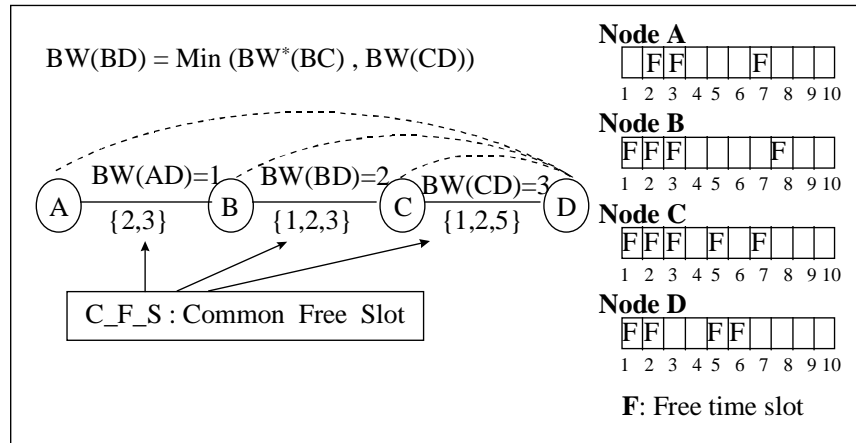 BW(BD) = Min (BW*(BC) , BW(CD))
BW(AD)=1
BW(BD)=2
BW(CD)=3
A
B
C
D
{2,3}
{1,2,3}
{1,2,5}
C_F_S : Common Free Slot
Node A
F F F
1 2 3 4 5 6 7 8 9 10
Node B
F F F F
1 2 3 4 5 6 7 8 9 10
Node C
F F F F F
1 2 3 4 5 6 7 8 9 10
Node D
F F F F
1 2 3 4 5 6 7 8 9 10
F: Free time slot